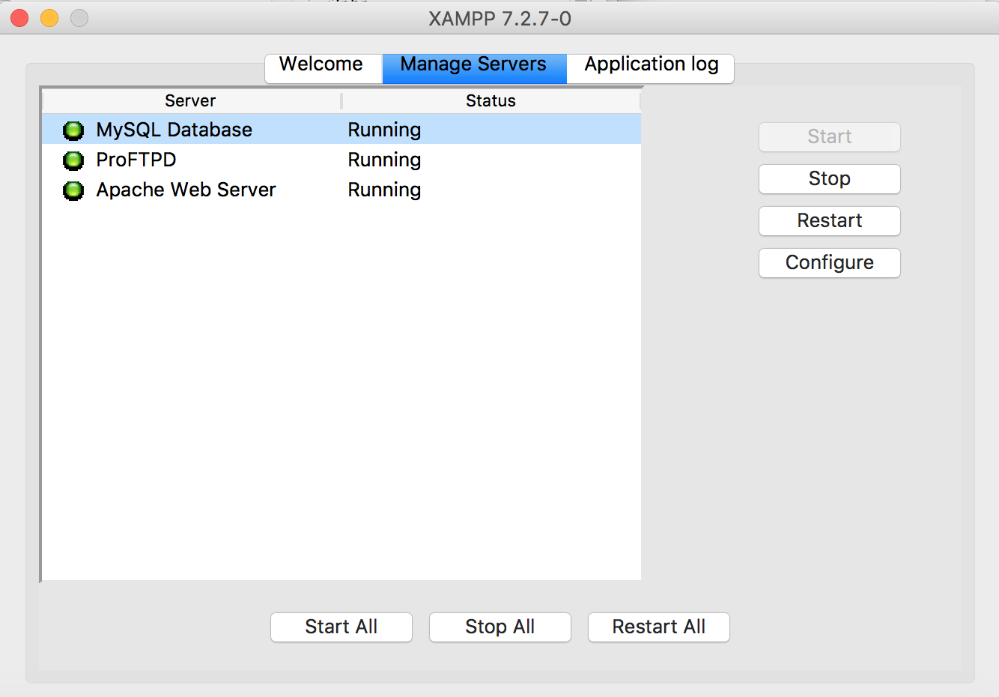 XAMPP 7.2.7-0
Welcome Manage Servers Application log
Server Status
MySQL Database Running
ProFTPD Running
Apache Web Server Running
Start
Stop
Restart
Configure
Start All Stop All Restart All